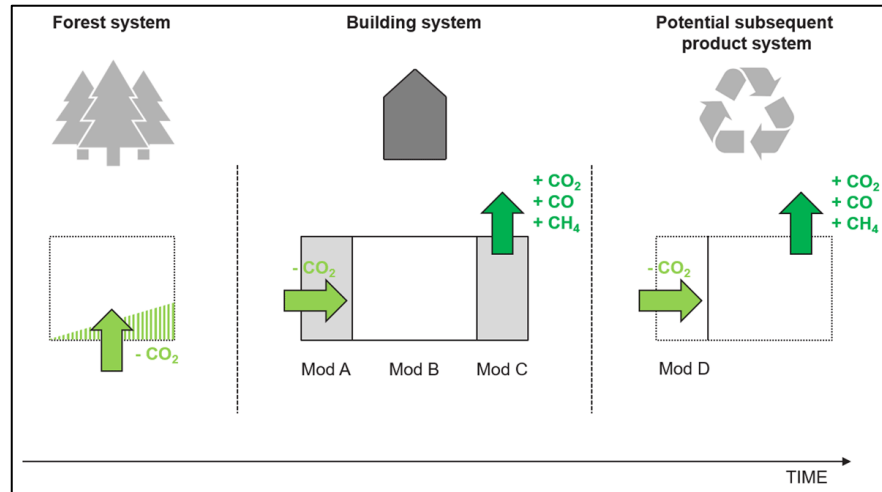 Forest system
Building system
Potential subsequent
product system
+ CO₂
+ CO
+ CH₄
+ CO₂
+ CO
+ CH₄
- CO₂
- CO₂
- CO₂
Mod A
Mod B
Mod C
Mod D
TIME